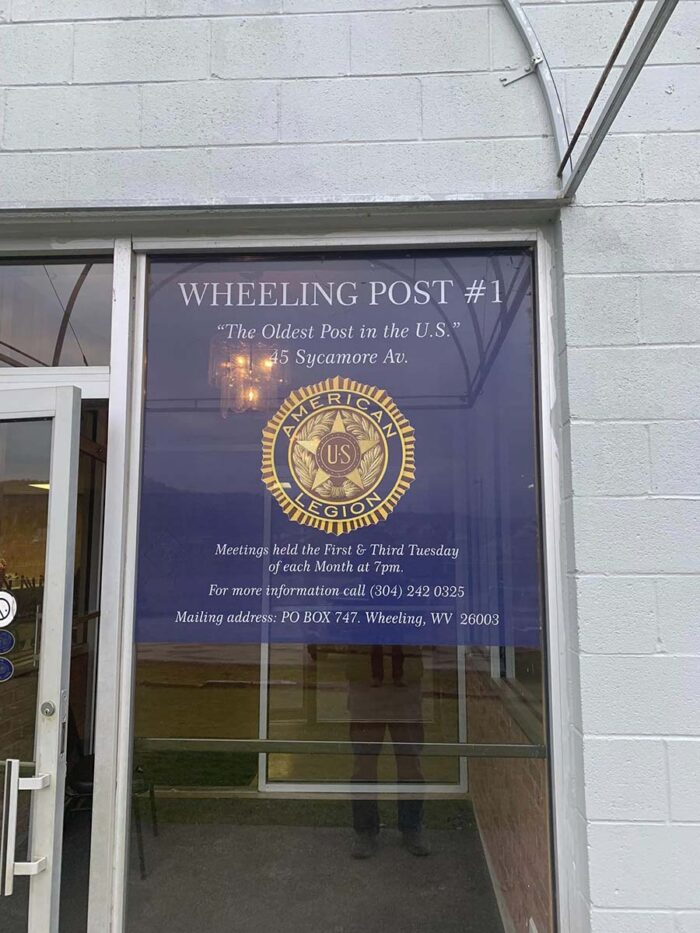 WHEELING POST #1
“The Oldest Post in the U.S.”
45 Sycamore Av.
AMERICAN
U·S
LEGION
Meetings held the First & Third Tuesday
of each Month at 7pm.
For more information call (304) 242 0325
Mailing address: PO BOX 747. Wheeling, WV 26003